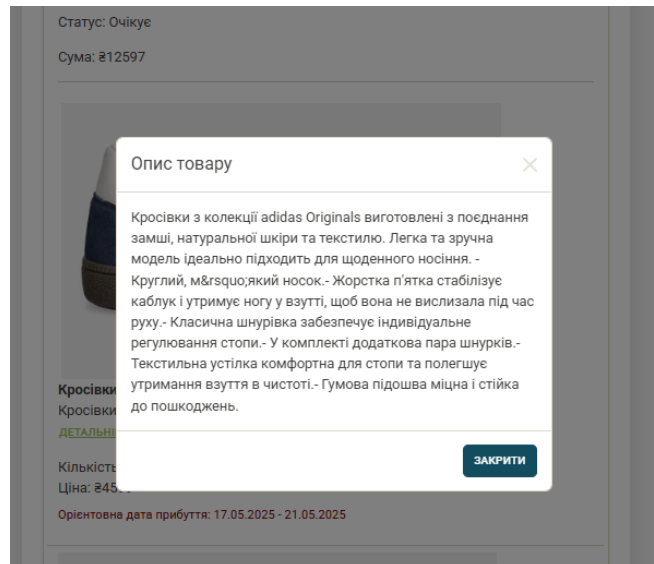 Статус: Очікує
Сума: ₴12597
Опис товару
Кросівки з колекції adidas Originals виготовлені з поєднання
замші, натуральної шкіри та текстилю. Легка та зручна
модель ідеально підходить для щоденного носіння. -
Круглий, м&rsquo;який носок.- Жорстка п'ятка стабілізує
каблук і утримує ногу у взутті, щоб вона не вислизала під час
руху.- Класична шнурівка забезпечує індивідуальне
регулювання стопи.- У комплекті додаткова пара шнурків.-
Текстильна устілка комфортна для стопи та полегшує
утримання взуття в чистоті.- Гумова підошва міцна і стійка
до пошкоджень.
ЗАКРИТИ
Кросівки
Кросівки
Кількість
Ціна:
Орієнтовна дата прибуття: 17.05.2025 - 21.05.2025